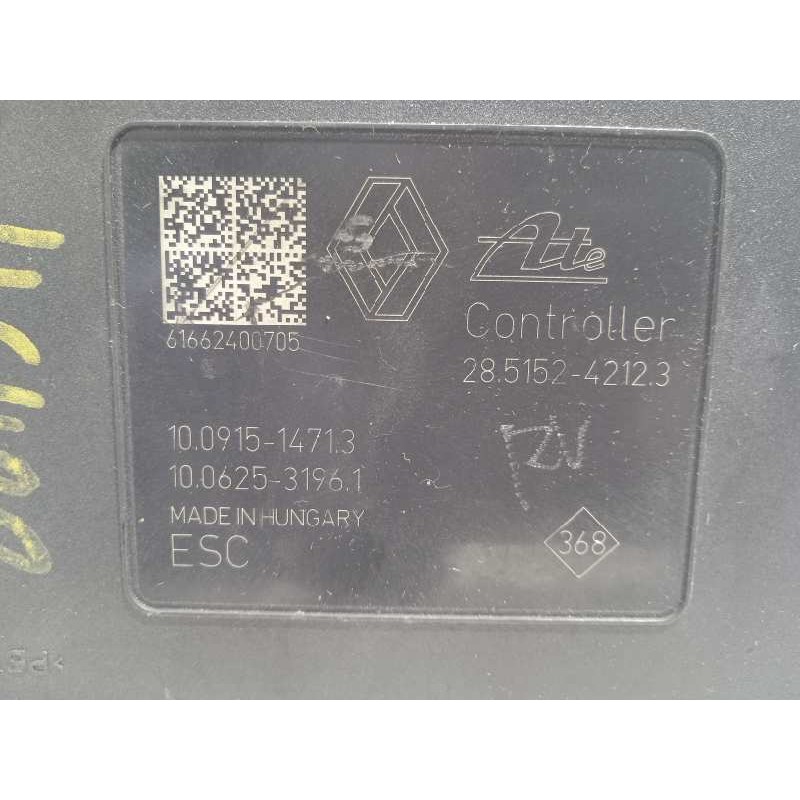 Ate
61662400705
Controller
28.5152-4212.3
10.0915-1471.3
10.0625-3196.1
MADE IN HUNGARY
ESC
368